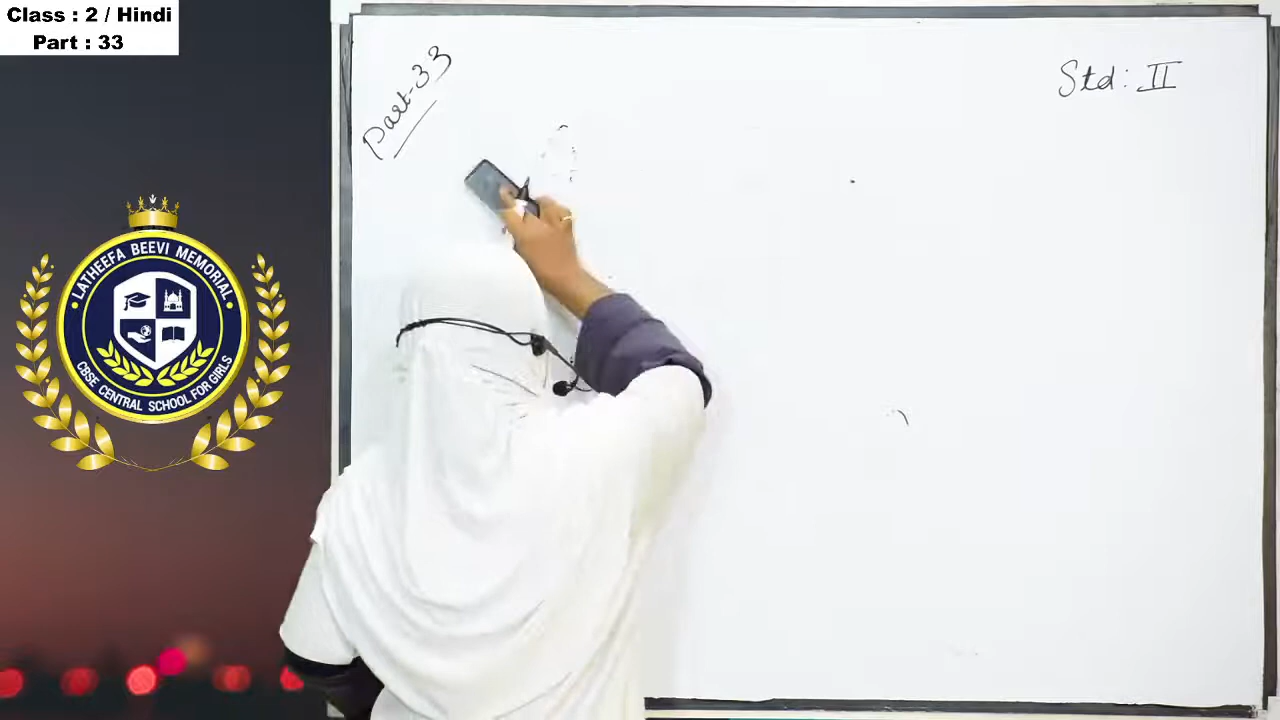 Class : 2 / Hindi
Part : 33
Part-33
Std: II
LATHEEFA BEEVI MEMORIAL
CBSE CENTRAL SCHOOL FOR GIRLS